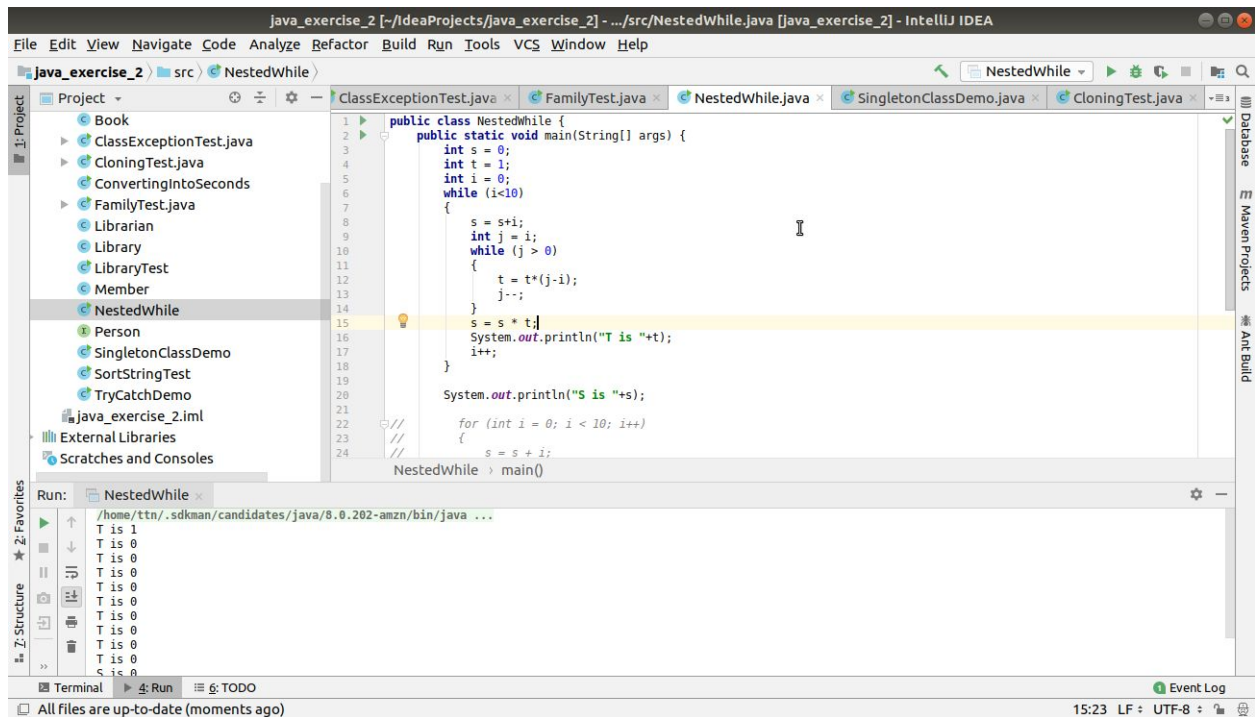 java_exercise_2 [~/IdeaProjects/java_exercise_2] - .../src/NestedWhile.java [java_exercise_2] - IntelliJ IDEA
File Edit View Navigate Code Analyze Refactor Build Run Tools VCS Window Help
java_exercise_2 src NestedWhile NestedWhile
Project ClassExceptionTest.java FamilyTest.java NestedWhile.java SingletonClassDemo.java CloningTest.java
1: Project
Book
ClassExceptionTest.java
CloningTest.java
ConvertingIntoSeconds
FamilyTest.java
Librarian
Library
LibraryTest
Member
NestedWhile
Person
SingletonClassDemo
SortStringTest
TryCatchDemo
java_exercise_2.iml
External Libraries
Scratches and Consoles
1 public class NestedWhile {
2 public static void main(String[] args) {
3 int s = 0;
4 int t = 1;
5 int i = 0;
6 while (i<10)
7 {
8 s = s+i;
9 int j = i;
10 while (j > 0)
11 {
12 t = t*(j-i);
13 j--;
14 }
15 s = s * t;
16 System.out.println("T is "+t);
17 i++;
18 }
19
20 System.out.println("S is "+s);
21
22 // for (int i = 0; i < 10; i++)
23 // {
24 // s = s + i;
NestedWhile › main()
Database
Maven Projects
Ant Build
Run: NestedWhile
/home/ttn/.sdkman/candidates/java/8.0.202-amzn/bin/java ...
T is 1
T is 0
T is 0
T is 0
T is 0
T is 0
T is 0
T is 0
T is 0
T is 0
S is 0
2: Favorites
7: Structure
Terminal 4: Run 6: TODO 1 Event Log
All files are up-to-date (moments ago) 15:23 LF UTF-8